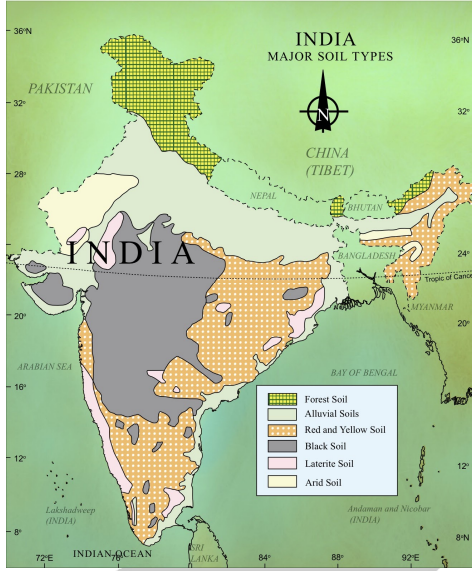 36°N
INDIA
MAJOR SOIL TYPES
36°N
PAKISTAN
32°
N
32°
CHINA
(TIBET)
28°
28°
NEPAL
BHUTAN
INDIA
BANGLADESH
24°
Tropic of Cance
20°
MYANMAR
20°
ARABIAN SEA
BAY OF BENGAL
16°
16°
Forest Soil
Alluvial Soils
Red and Yellow Soil
Black Soil
Laterite Soil
Arid Soil
12°
12°
Lakshadweep
(INDIA)
Andaman and Nicobar
(INDIA)
8°
8°N
72°E
76°
INDIAN OCEAN
SRI
LANKA
84°
88°
92°E